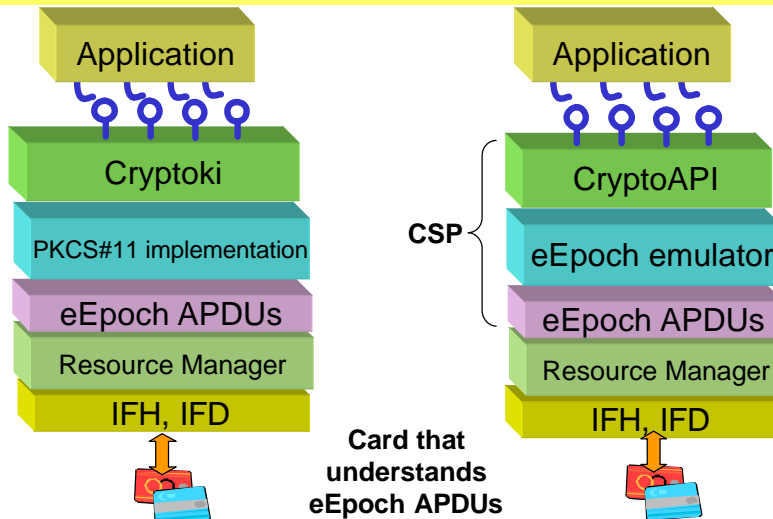 Application
Cryptoki
PKCS#11 implementation
eEpoch APDUs
Resource Manager
IFH, IFD
Application
CryptoAPI
CSP
eEpoch emulator
eEpoch APDUs
Resource Manager
IFH, IFD
Card that
understands
eEpoch APDUs